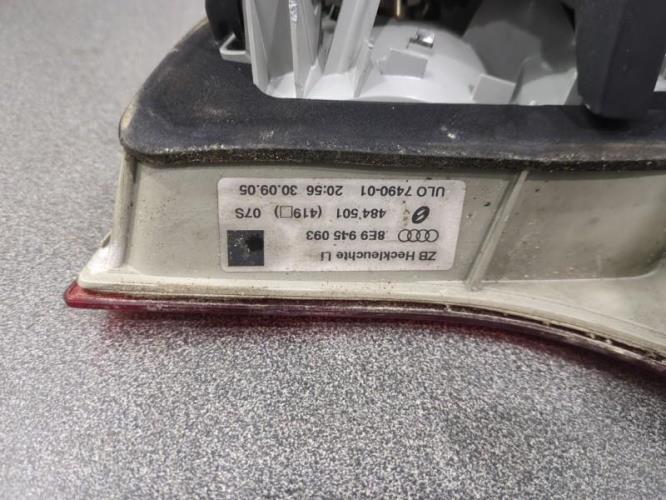 ZB Heckleuchte LI
8E9 945 093
484 501 (419□) 07S
ULO 7490-01 20:56 30.09.05